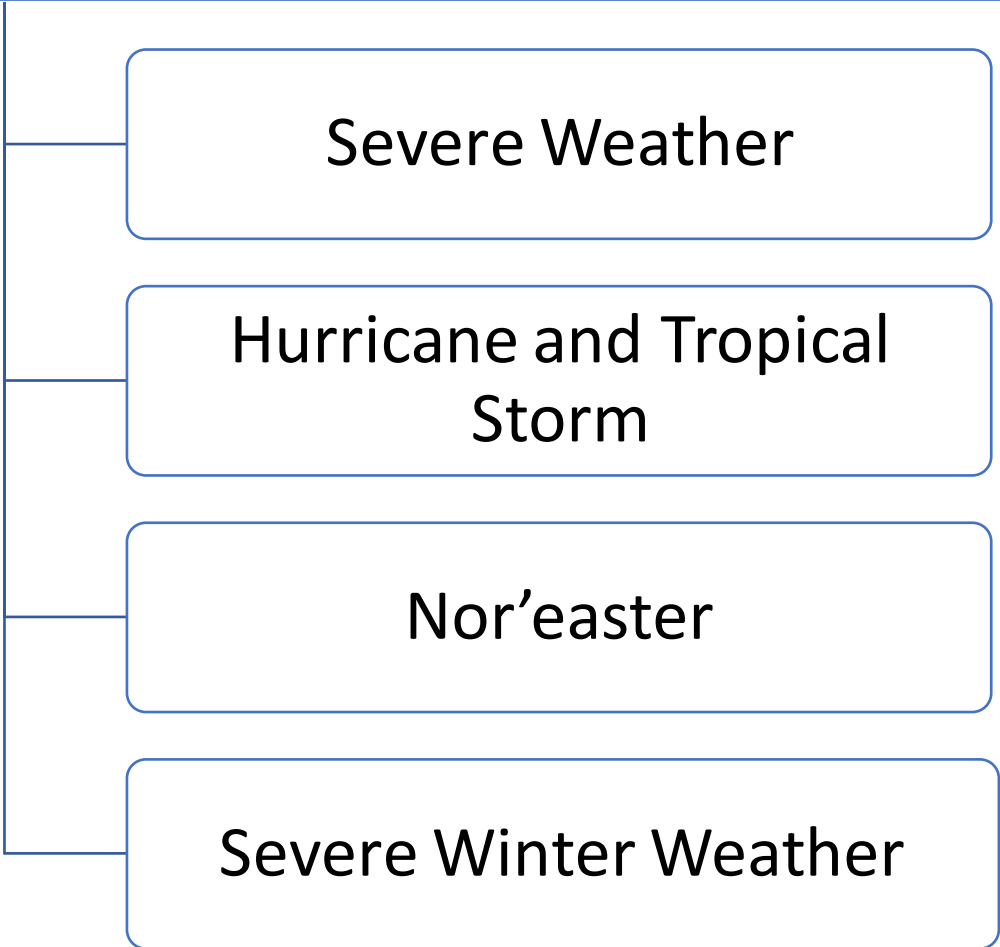 Severe Weather
Hurricane and Tropical
Storm
Nor’easter
Severe Winter Weather